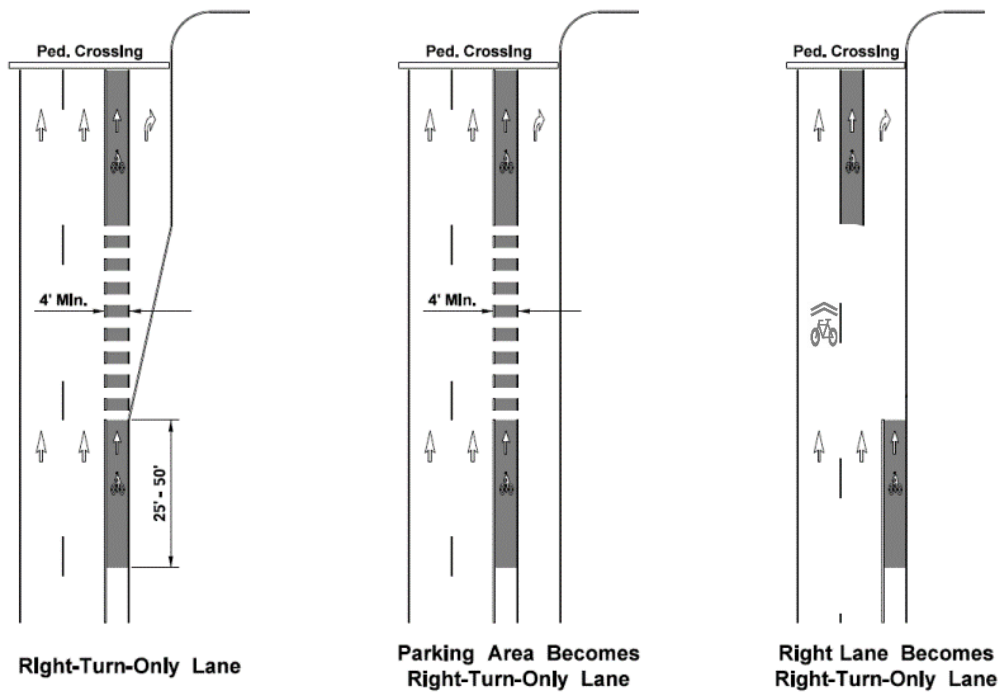 Ped. Crossing
Ped. Crossing
Ped. Crossing
4' Min.
4' Min.
25' - 50'
Right-Turn-Only Lane
Parking Area Becomes
Right-Turn-Only Lane
Right Lane Becomes
Right-Turn-Only Lane